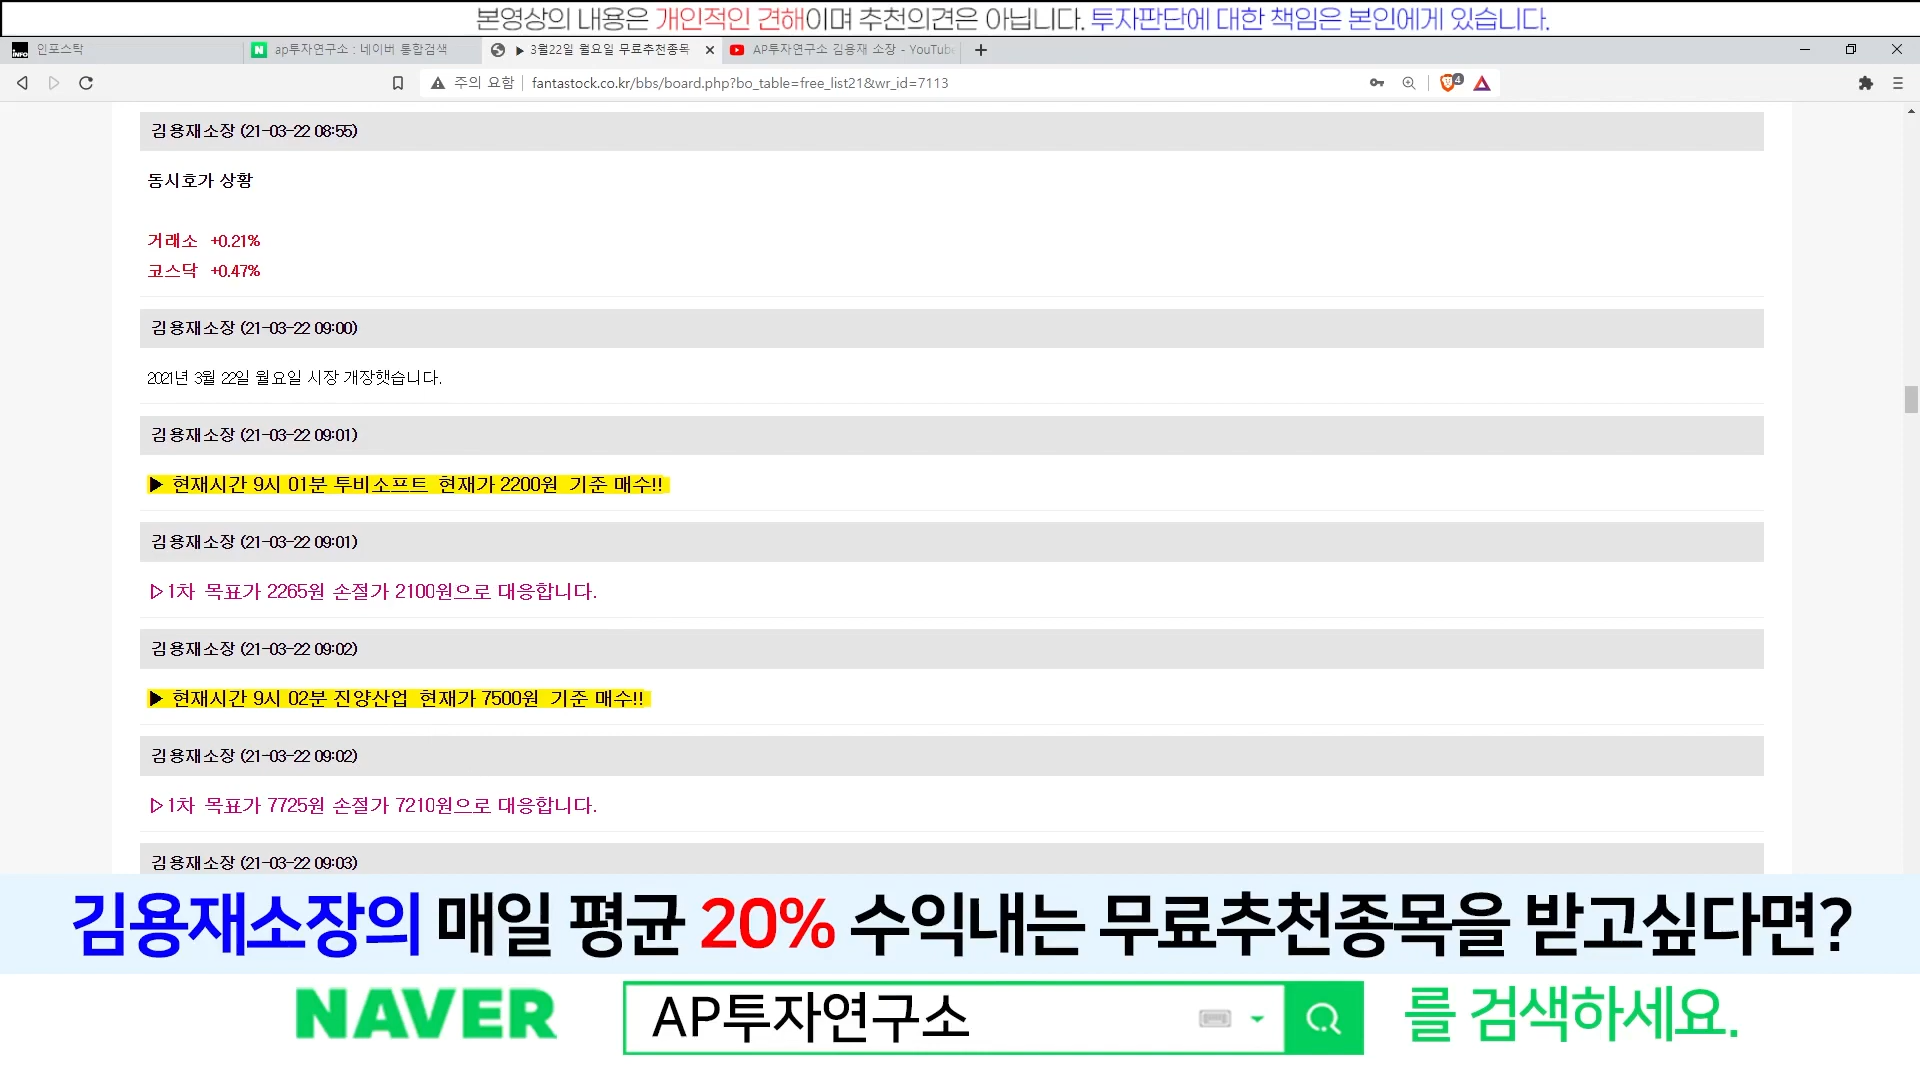 본영상의 내용은 개인적인 견해이며 추천의견은 아닙니다. 투자판단에 대한 책임은 본인에게 있습니다.
인포스탁
ap투자연구소 : 네이버 통합검색
▶ 3월22일 월요일 무료추천종목
AP투자연구소 김용재 소장 - YouTub
주의 요함
fantastock.co.kr/bbs/board.php?bo_table=free_list21&wr_id=7113
4
김용재소장 (21-03-22 08:55)
동시호가 상황
거래소 +0.21%
코스닥 +0.47%
김용재소장 (21-03-22 09:00)
2021년 3월 22일 월요일 시장 개장햇습니다.
김용재소장 (21-03-22 09:01)
▶ 현재시간 9시 01분 투비소프트 현재가 2200원 기준 매수!!
김용재소장 (21-03-22 09:01)
▷1차 목표가 2265원 손절가 2100원으로 대응합니다.
김용재소장 (21-03-22 09:02)
▶ 현재시간 9시 02분 진양산업 현재가 7500원 기준 매수!!
김용재소장 (21-03-22 09:02)
▷1차 목표가 7725원 손절가 7210원으로 대응합니다.
김용재소장 (21-03-22 09:03)
김용재소장의 매일 평균 20% 수익내는 무료추천종목을 받고싶다면?
NAVER AP투자연구소 를 검색하세요.